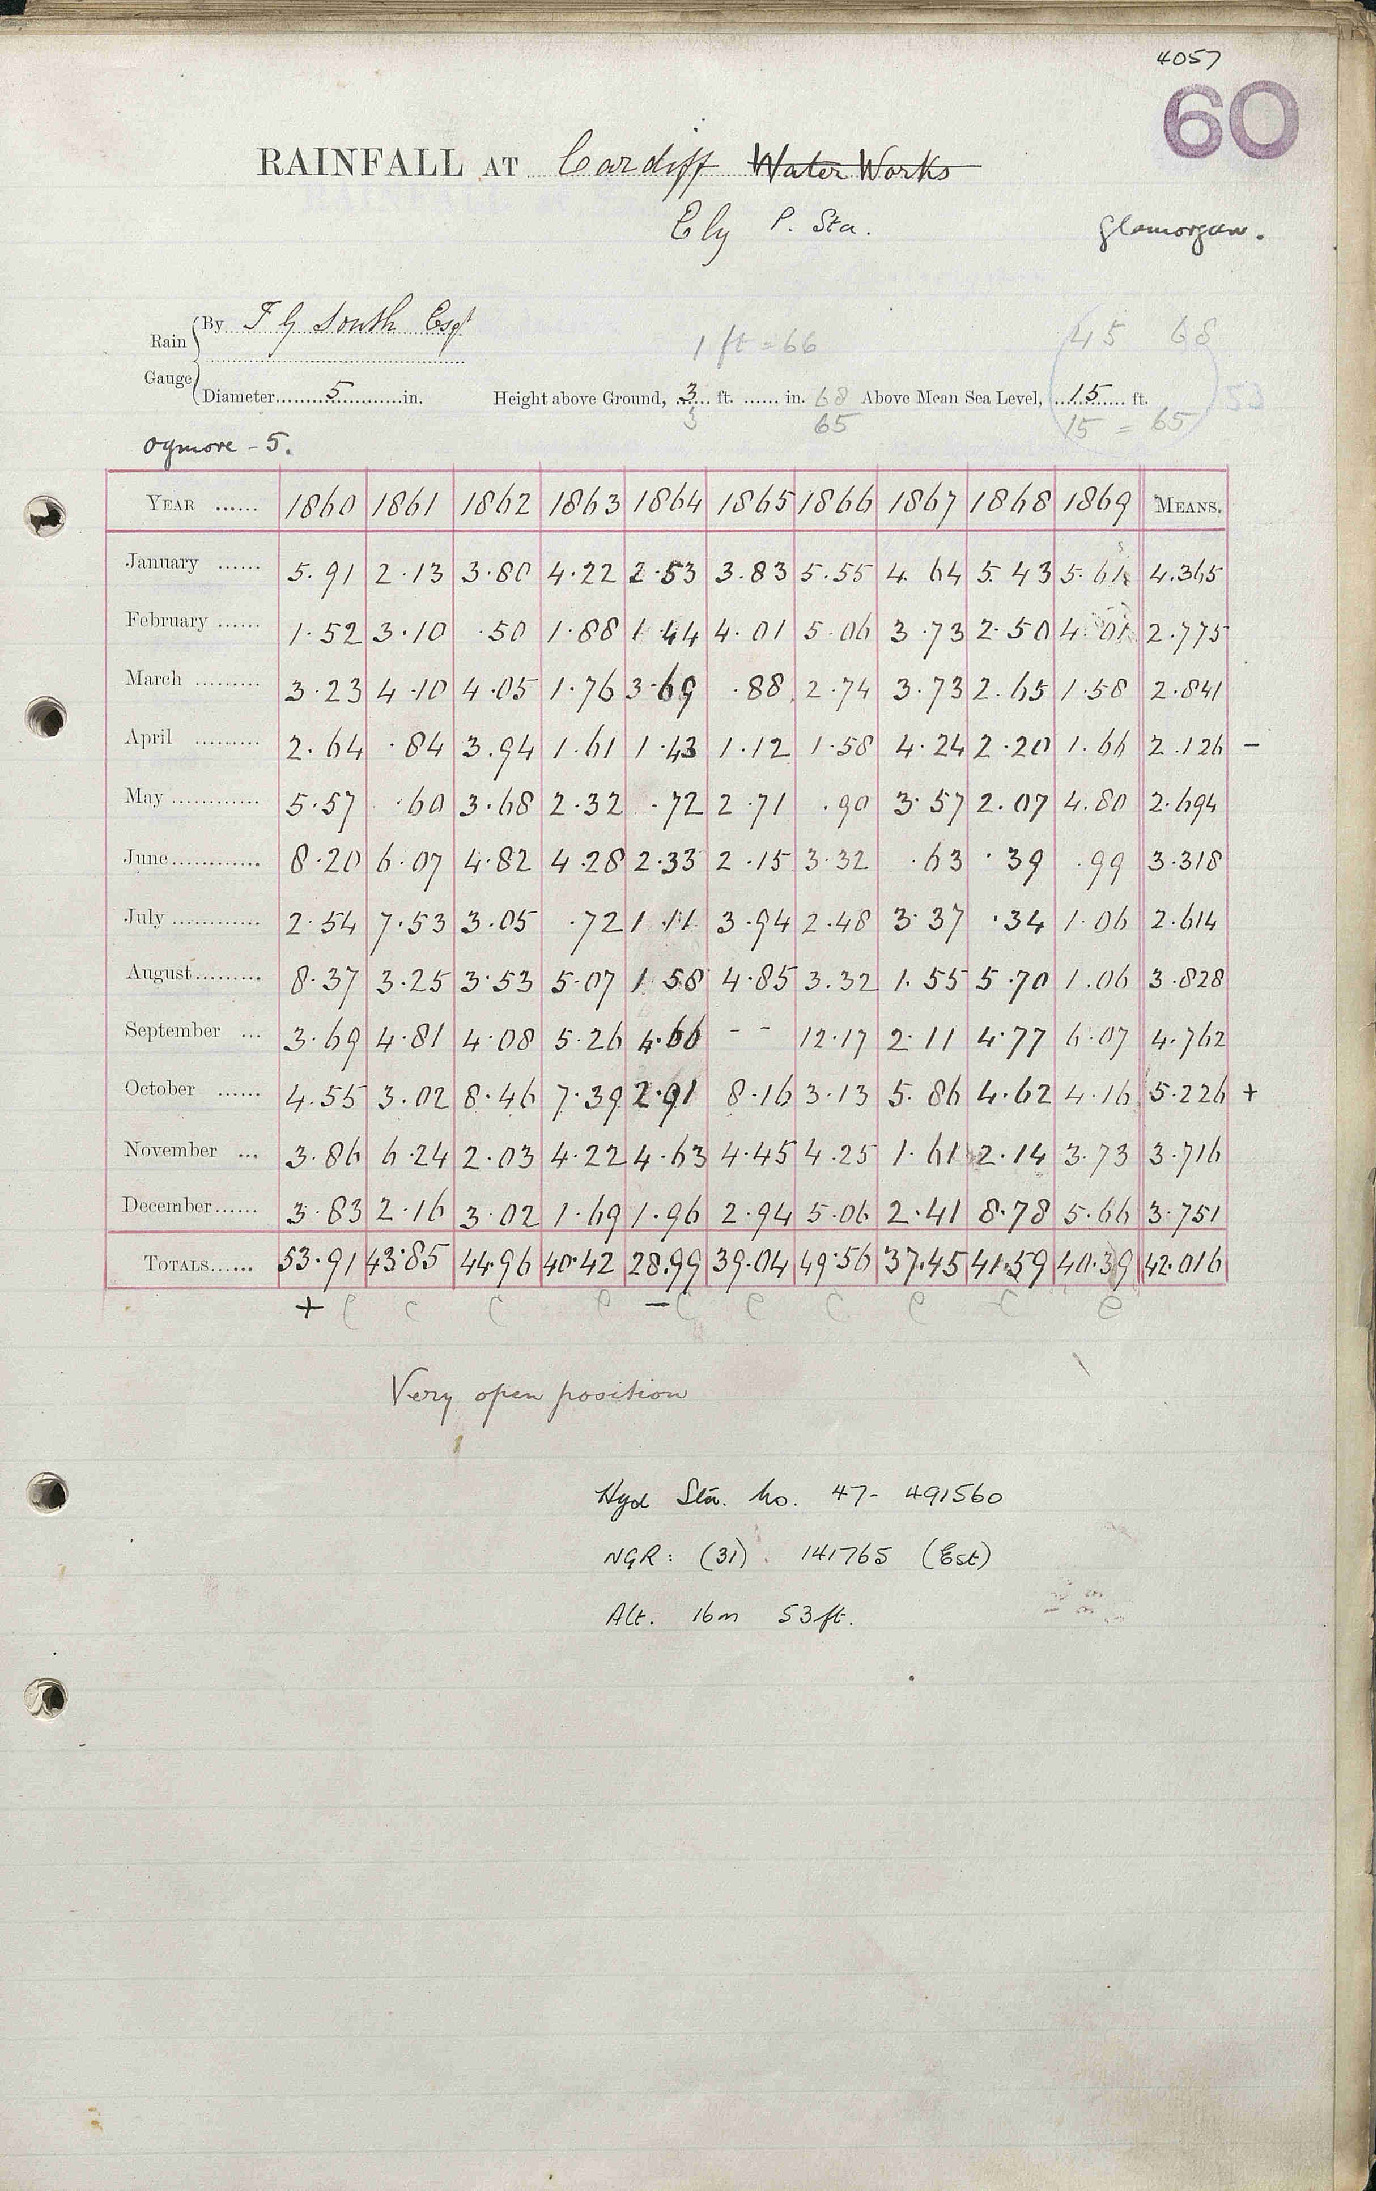 4057
60
RAINFALL AT Cardiff Water Works
Ely P. Sta. Glamorgan.
Rain Gauge
By F G South Esqr
1 ft = 66
45 68
Diameter 5 in. Height above Ground, 3 ft. in. 68 Above Mean Sea Level, 15 ft. 53
3 65 15 = 65
Ogmore - 5.
YEAR 1860 1861 1862 1863 1864 1865 1866 1867 1868 1869 MEANS.
January 5.91 2.13 3.80 4.22 2.53 3.83 5.55 4.64 5.43 5.61 4.365
February 1.52 3.10 .50 1.88 1.44 4.01 5.06 3.73 2.50 4.01 2.775
March 3.23 4.10 4.05 1.76 3.69 .88 2.74 3.73 2.65 1.58 2.841
April 2.64 .84 3.94 1.61 1.43 1.12 1.58 4.24 2.20 1.66 2.126 -
May 5.57 .60 3.68 2.32 .72 2.71 .90 3.57 2.07 4.80 2.694
June 8.20 6.07 4.82 4.28 2.33 2.15 3.32 .63 .39 .99 3.318
July 2.54 7.53 3.05 .72 1.11 3.94 2.48 3.37 .34 1.06 2.614
August 8.37 3.25 3.53 5.07 1.58 4.85 3.32 1.55 5.70 1.06 3.828
September 3.69 4.81 4.08 5.26 4.66 - - 12.17 2.11 4.77 6.07 4.762
October 4.55 3.02 8.46 7.39 2.91 8.16 3.13 5.86 4.62 4.16 5.226 +
November 3.86 6.24 2.03 4.22 4.63 4.45 4.25 1.61 2.14 3.73 3.716
December 3.83 2.16 3.02 1.69 1.96 2.94 5.06 2.41 8.78 5.66 3.751
TOTALS 53.91 43.85 44.96 40.42 28.99 39.04 49.56 37.45 41.59 40.39 42.016
+ C C C C - C C C C C C
Very open position
Hyd Sta. No. 47- 491560
NGR: (31) 141765 (Est)
Alt. 16m 53ft.